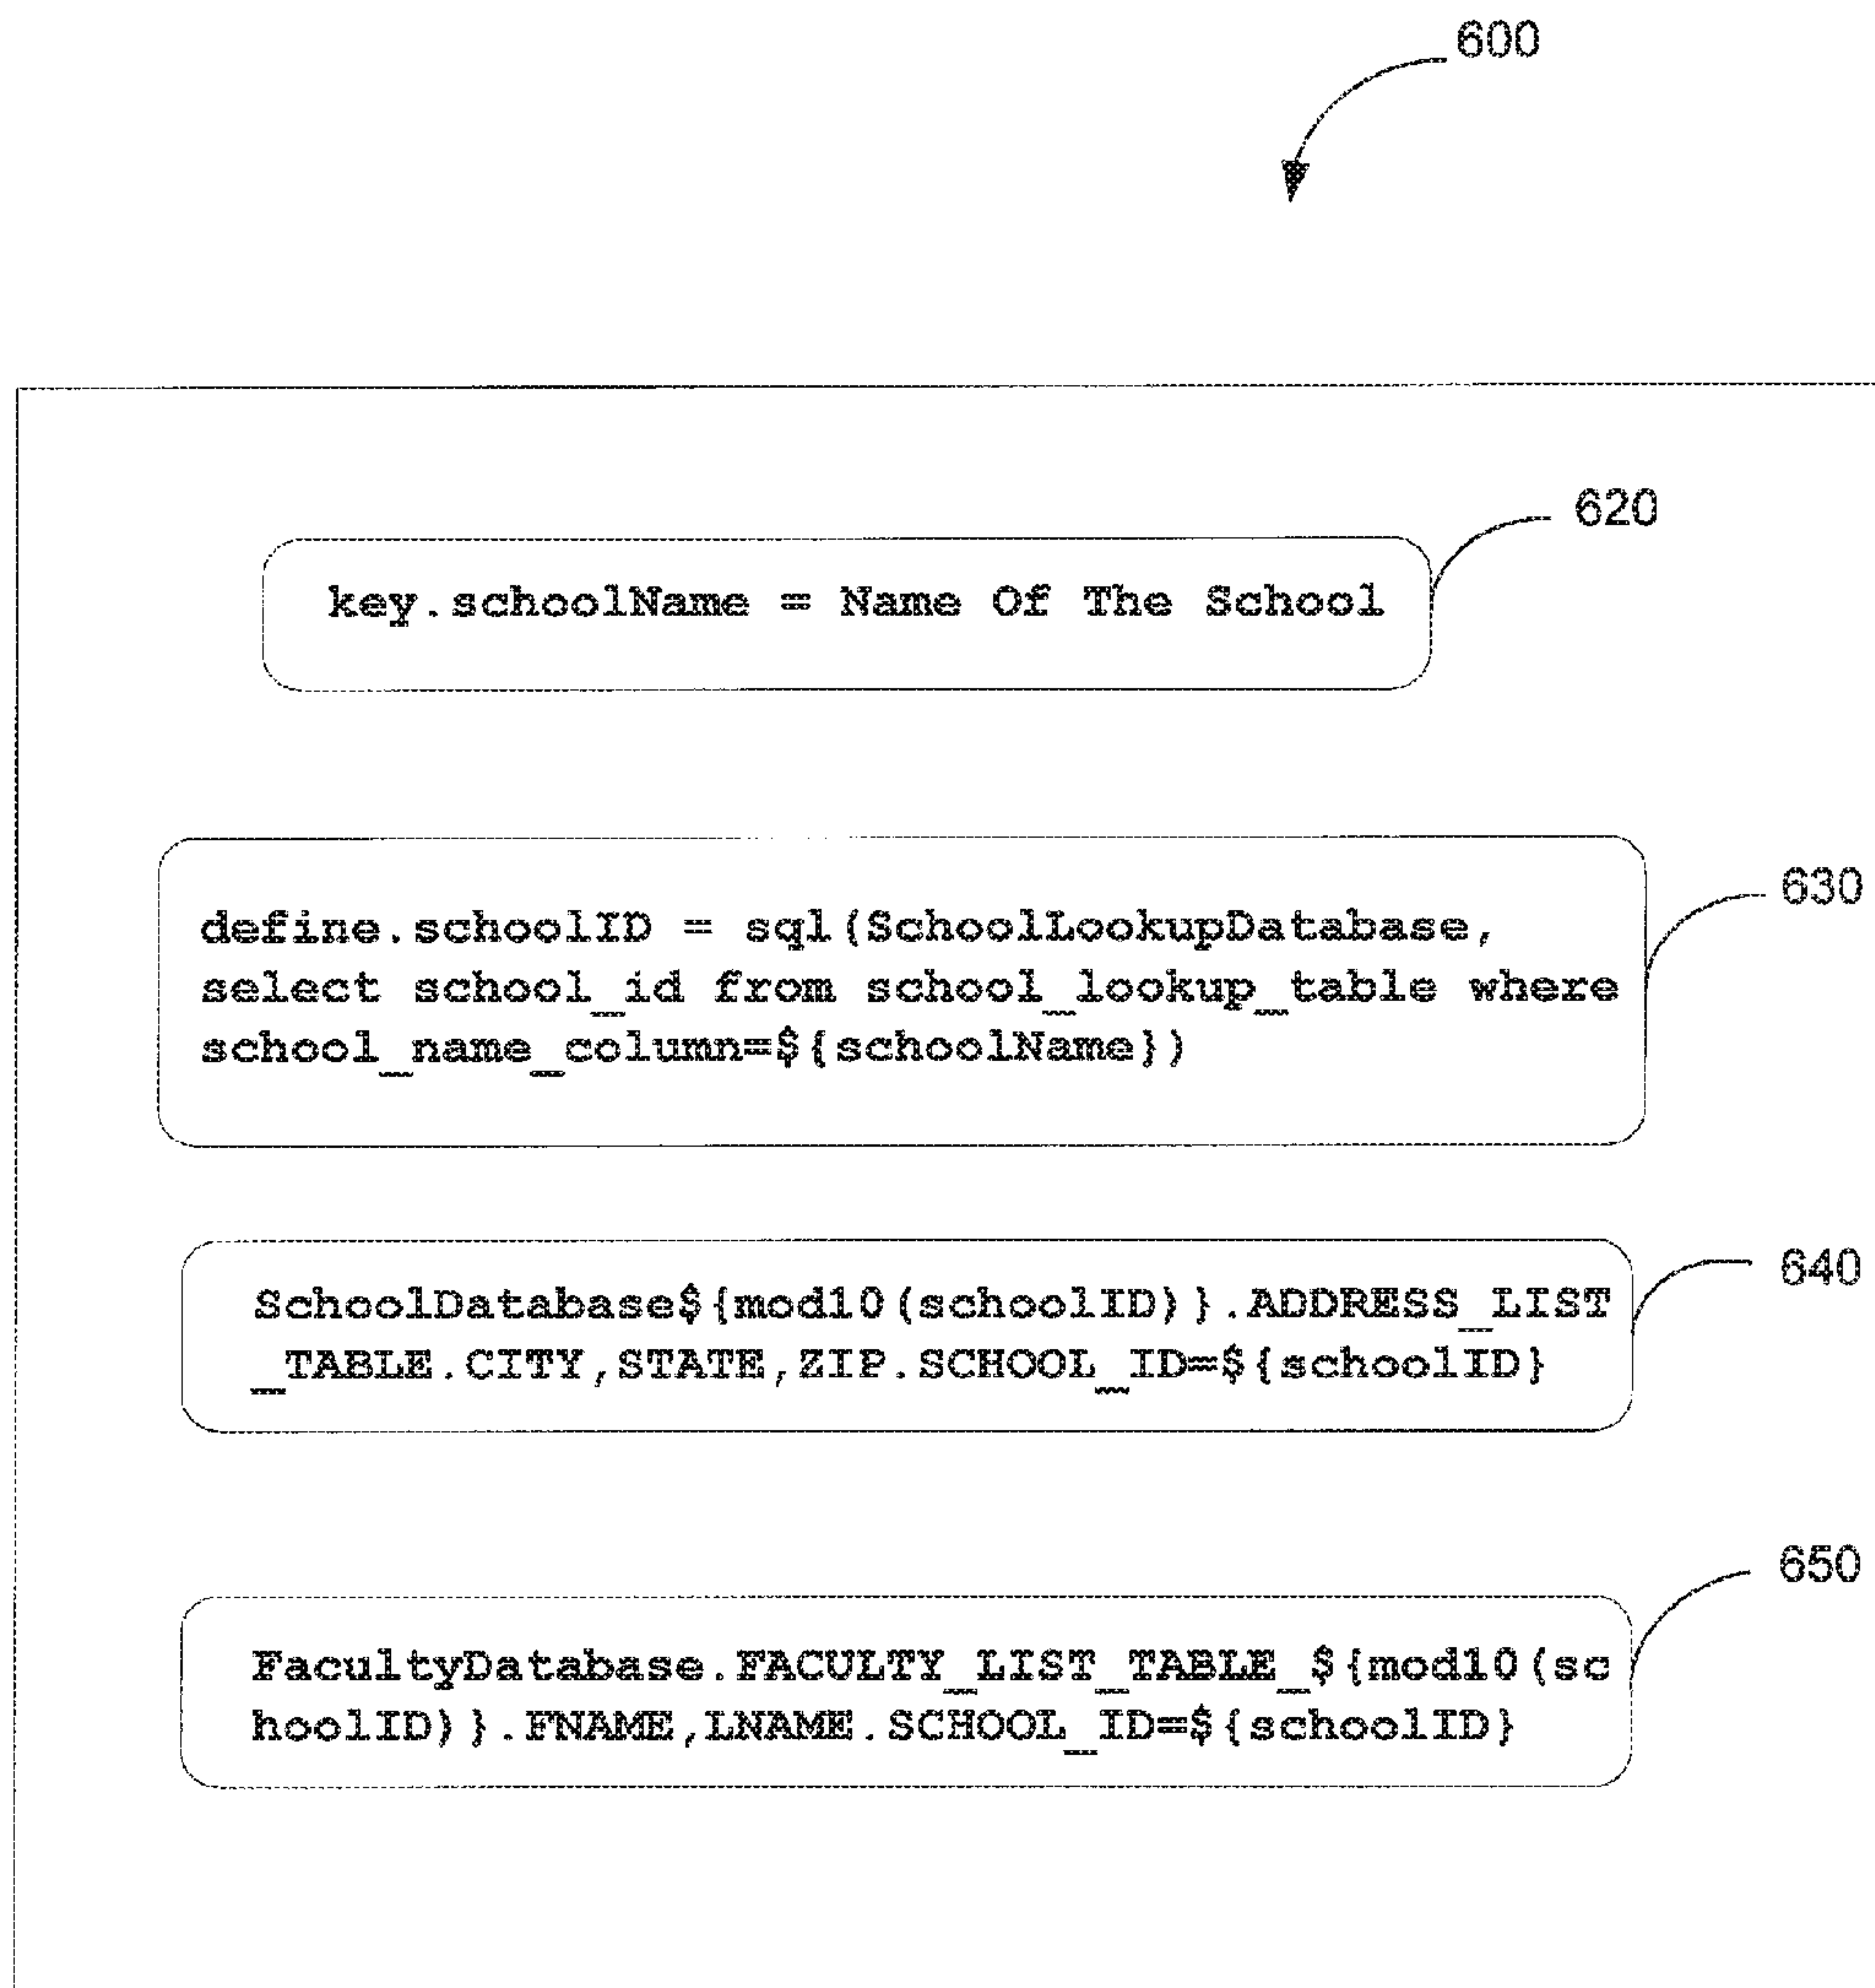 600
620
key.schoolName = Name Of The School
630
define.schoolID = sql(SchoolLookupDatabase,
select school_id from school_lookup_table where
school_name_column=${schoolName})
640
SchoolDatabase${mod10(schoolID)}.ADDRESS_LIST
_TABLE.CITY,STATE,ZIP.SCHOOL_ID=${schoolID}
650
FacultyDatabase.FACULTY_LIST_TABLE_${mod10(sc
hoolID)}.FNAME,LNAME.SCHOOL_ID=${schoolID}